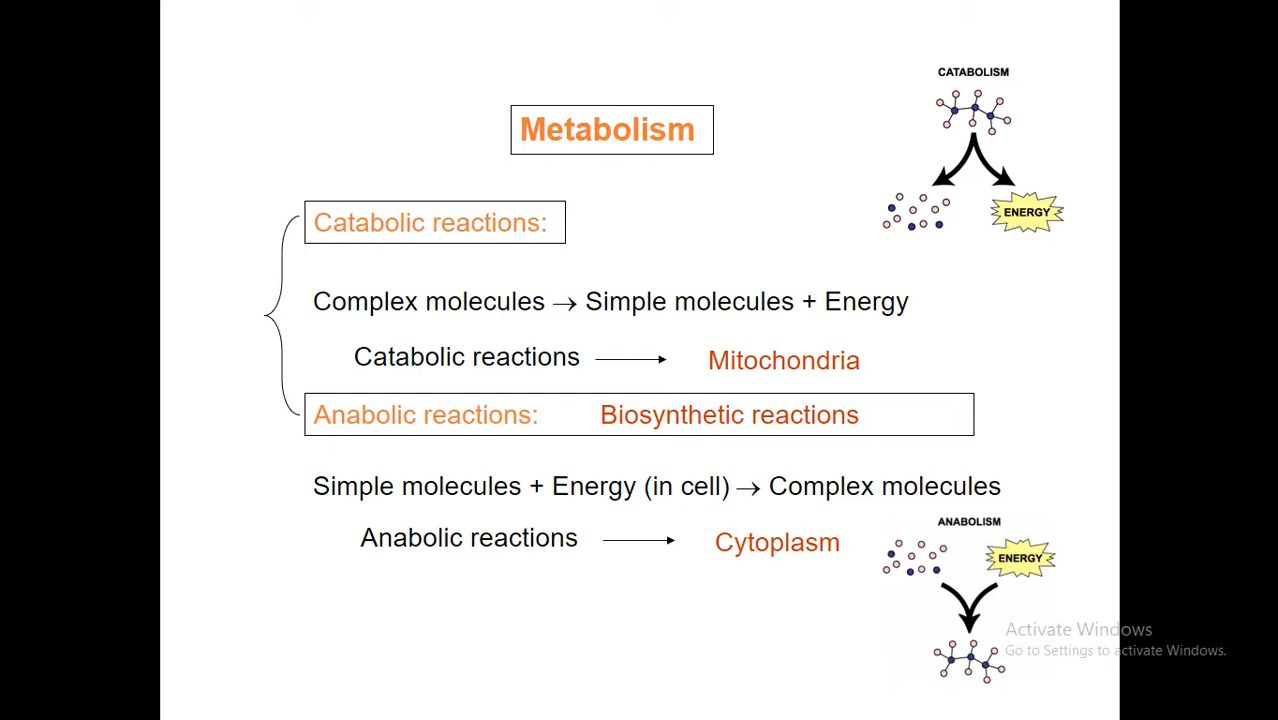 CATABOLISM
Metabolism
ENERGY
Catabolic reactions:
Complex molecules → Simple molecules + Energy
Catabolic reactions → Mitochondria
Anabolic reactions: Biosynthetic reactions
Simple molecules + Energy (in cell) → Complex molecules
Anabolic reactions → Cytoplasm
ANABOLISM
ENERGY
Activate Windows
Go to Settings to activate Windows.